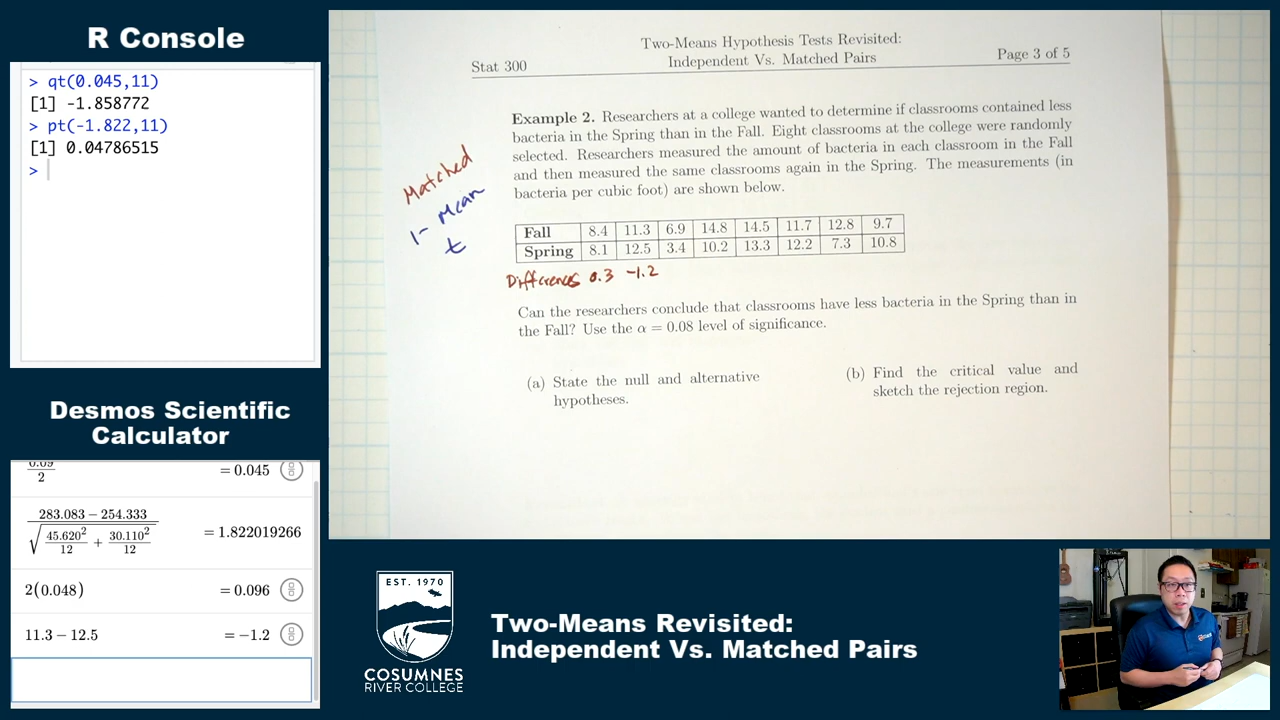 R Console
> qt(0.045,11)
[1] -1.858772
> pt(-1.822,11)
[1] 0.04786515
>
Desmos Scientific
Calculator
0.09
2
= 0.045
283.083 − 254.333
√ 45.620² / 12 + 30.110² / 12
= 1.822019266
2(0.048)
= 0.096
11.3 − 12.5
= −1.2
Stat 300
Two-Means Hypothesis Tests Revisited:
Independent Vs. Matched Pairs
Page 3 of 5
Example 2. Researchers at a college wanted to determine if classrooms contained less
bacteria in the Spring than in the Fall. Eight classrooms at the college were randomly
selected. Researchers measured the amount of bacteria in each classroom in the Fall
and then measured the same classrooms again in the Spring. The measurements (in
bacteria per cubic foot) are shown below.
Matched
1- Mean
t
Fall 8.4 11.3 6.9 14.8 14.5 11.7 12.8 9.7
Spring 8.1 12.5 3.4 10.2 13.3 12.2 7.3 10.8
Differences 0.3 -1.2
Can the researchers conclude that classrooms have less bacteria in the Spring than in
the Fall? Use the α = 0.08 level of significance.
(a) State the null and alternative
hypotheses.
(b) Find the critical value and
sketch the rejection region.
EST. 1970
COSUMNES
RIVER COLLEGE
Two-Means Revisited:
Independent Vs. Matched Pairs